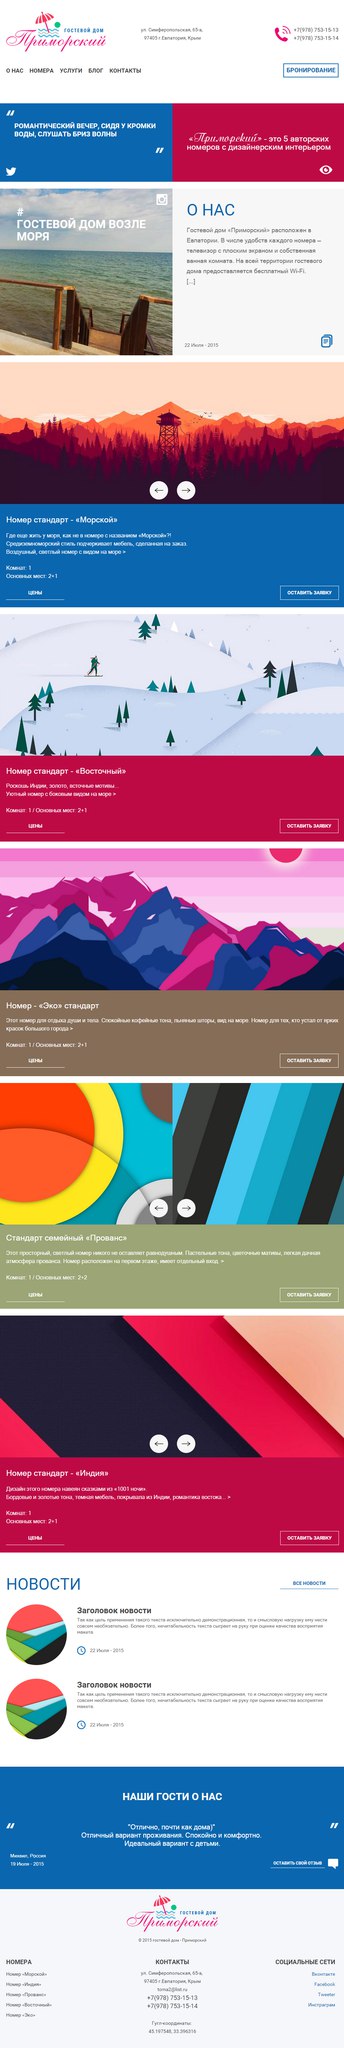 ГОСТЕВОЙ ДОМ
Приморский
ул. Симферопольская, 65-а,
97405 г.Евпатория, Крым
+7(978) 753-15-13
+7(978) 753-15-14
О НАС НОМЕРА УСЛУГИ БЛОГ КОНТАКТЫ
БРОНИРОВАНИЕ
“
РОМАНТИЧЕСКИЙ ВЕЧЕР, СИДЯ У КРОМКИ
ВОДЫ, СЛУШАТЬ БРИЗ ВОЛНЫ
”
«Приморский» - это 5 авторских
номеров с дизайнерским интерьером
#
ГОСТЕВОЙ ДОМ ВОЗЛЕ
МОРЯ
О НАС
Гостевой дом «Приморский» расположен в
Евпатории. В числе удобств каждого номера –
телевизор с плоским экраном и собственная
ванная комната. На всей территории гостевого
дома предоставляется бесплатный Wi-Fi.
[...]
22 Июля - 2015
Номер стандарт - «Морской»
Где еще жить у моря, как не в номере с названием «Морской»?!
Средиземноморский стиль подчеркивает мебель, сделанная на заказ.
Воздушный, светлый номер с видом на море >
Комнат: 1
Основных мест: 2+1
ЦЕНЫ
ОСТАВИТЬ ЗАЯВКУ
Номер стандарт - «Восточный»
Роскошь Индии, золото, восточные мотивы...
Уютный номер с боковым видом на море >
Комнат: 1 / Основных мест: 2+1
ЦЕНЫ
ОСТАВИТЬ ЗАЯВКУ
Номер - «Эко» стандарт
Этот номер для отдыха души и тела. Спокойные кофейные тона, льняные шторы, вид на море. Номер для тех, кто устал от ярких
красок большого города >
Комнат: 1 / Основных мест: 2+1
ЦЕНЫ
ОСТАВИТЬ ЗАЯВКУ
Стандарт семейный «Прованс»
Этот просторный, светлый номер никого не оставляет равнодушным. Пастельные тона, цветочные мотивы, легкая дачная
атмосфера прованса. Номер расположен на первом этаже, имеет отдельный вход. >
Комнат: 1 / Основных мест: 2+2
ЦЕНЫ
ОСТАВИТЬ ЗАЯВКУ
Номер стандарт - «Индия»
Дизайн этого номера навеян сказками из «1001 ночи».
Бордовые и золотые тона, темная мебель, покрывала из Индии, романтика востока... >
Комнат: 1
Основных мест: 2+1
ЦЕНЫ
ОСТАВИТЬ ЗАЯВКУ
НОВОСТИ
ВСЕ НОВОСТИ
Заголовок новости
Так как цель применения такого текста исключительно демонстрационная, то и смысловую нагрузку ему нести
совсем необязательно. Более того, нечитабельность текста сыграет на руку при оценке качества восприятия
макета.
22 Июля - 2015
Заголовок новости
Так как цель применения такого текста исключительно демонстрационная, то и смысловую нагрузку ему нести
совсем необязательно. Более того, нечитабельность текста сыграет на руку при оценке качества восприятия
макета.
22 Июля - 2015
НАШИ ГОСТИ О НАС
“
"Отлично, почти как дома)"
Отличный вариант проживания. Спокойно и комфортно.
Идеальный вариант с детьми.
”
Михаил, Россия
19 Июля - 2015
ОСТАВИТЬ СВОЙ ОТЗЫВ
ГОСТЕВОЙ ДОМ
Приморский
© 2015 гостевой дом - Приморский
НОМЕРА
Номер «Морской»
Номер «Индия»
Номер «Прованс»
Номер «Восточный»
Номер «Эко»
КОНТАКТЫ
ул. Симферопольская, 65-а,
97405 г.Евпатория, Крым
toma2@list.ru
+7(978) 753-15-13
+7(978) 753-15-14
Гугл-координаты:
45.197548, 33.396316
СОЦИАЛЬНЫЕ СЕТИ
Вконтакте
Facebook
Tweeter
Инстраграм